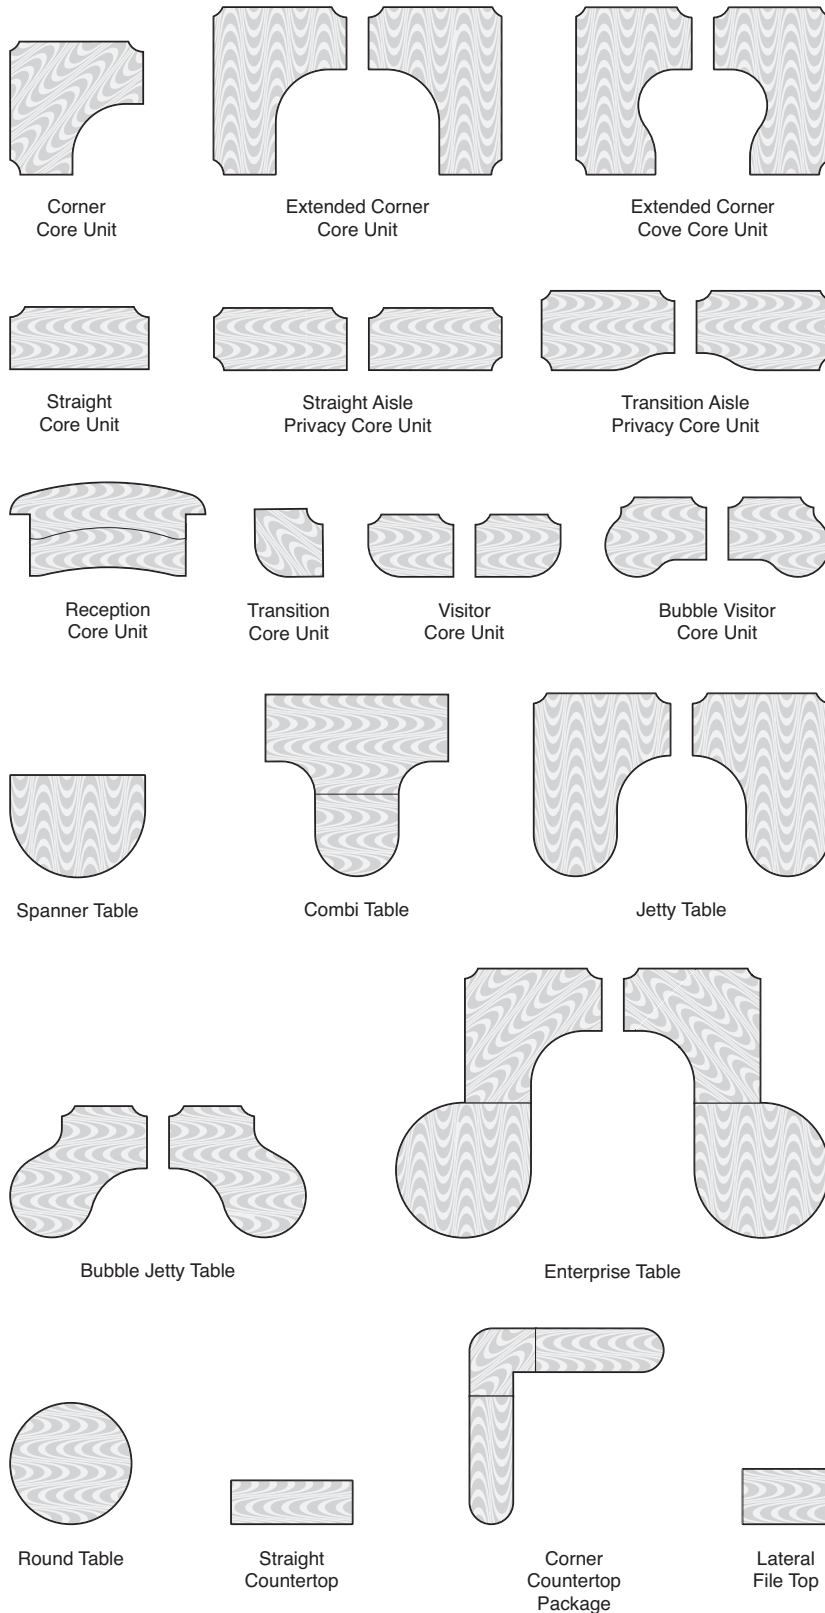 Corner
Core Unit
Extended Corner
Core Unit
Extended Corner
Cove Core Unit
Straight
Core Unit
Straight Aisle
Privacy Core Unit
Transition Aisle
Privacy Core Unit
Reception
Core Unit
Transition
Core Unit
Visitor
Core Unit
Bubble Visitor
Core Unit
Spanner Table
Combi Table
Jetty Table
Bubble Jetty Table
Enterprise Table
Round Table
Straight
Countertop
Corner
Countertop
Package
Lateral
File Top